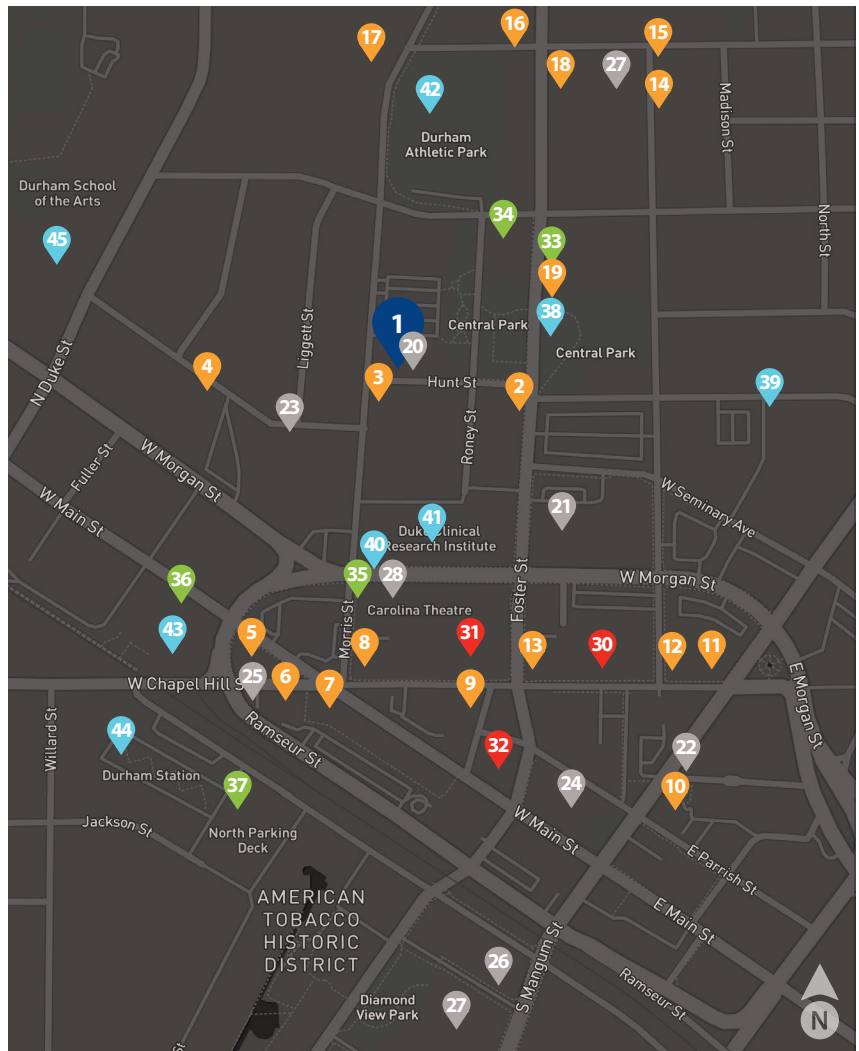 16
15
17
18
27
14
42
Durham
Athletic Park
Madison St
Durham School
of the Arts
34
North St
45
33
19
38
1
Central Park
20
Liggett St
Central Park
N Duke St
4
3
Hunt St
2
39
23
Roney St
Fuller St
W Morgan St
W Main St
21
W Seminary Ave
41
Duke Clinical
Research Institute
40
36
35
28
W Morgan St
Foster St
Carolina Theatre
Morris St
43
5
8
31
13
30
12
11
W Chapel Hill S
25
6
7
9
E Morgan St
Willard St
Ramseur St
44
32
22
Durham Station
37
24
10
North Parking
Deck
Jackson St
W Main St
E Parrish St
AMERICAN
TOBACCO
HISTORIC
DISTRICT
E Main St
S Mangum St
26
Ramseur St
Diamond
View Park
27
N
St